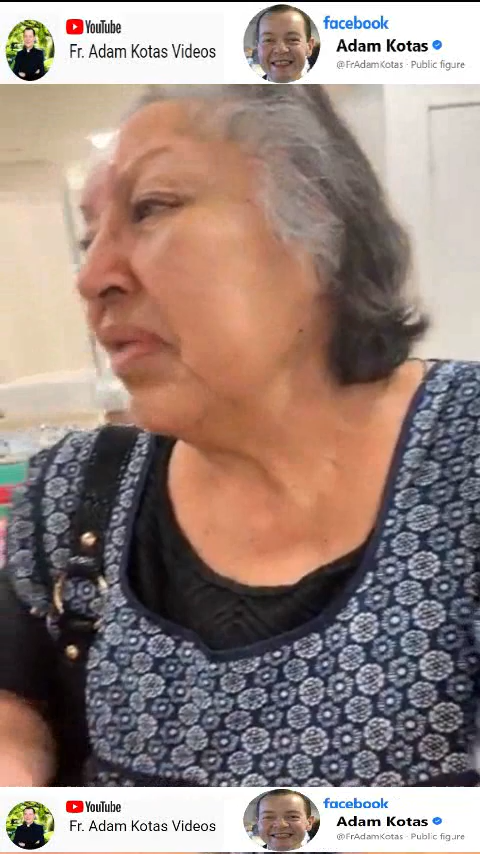 YouTube
Fr. Adam Kotas Videos
facebook
Adam Kotas
@FrAdamKotas · Public figure
YouTube
Fr. Adam Kotas Videos
facebook
Adam Kotas
@FrAdamKotas · Public figure